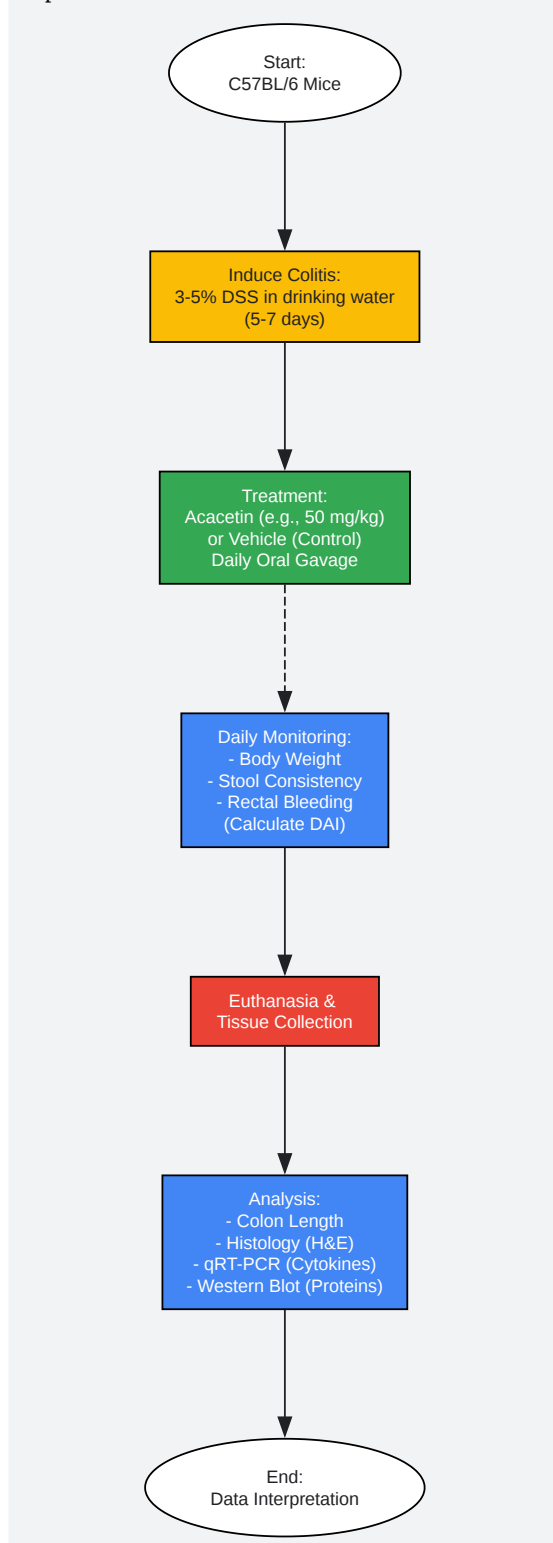 Start:
C57BL/6 Mice
Induce Colitis:
3-5% DSS in drinking water
(5-7 days)
Treatment:
Acacetin (e.g., 50 mg/kg)
or Vehicle (Control)
Daily Oral Gavage
Daily Monitoring:
- Body Weight
- Stool Consistency
- Rectal Bleeding
(Calculate DAI)
Euthanasia &
Tissue Collection
Analysis:
- Colon Length
- Histology (H&E)
- qRT-PCR (Cytokines)
- Western Blot (Proteins)
End:
Data Interpretation